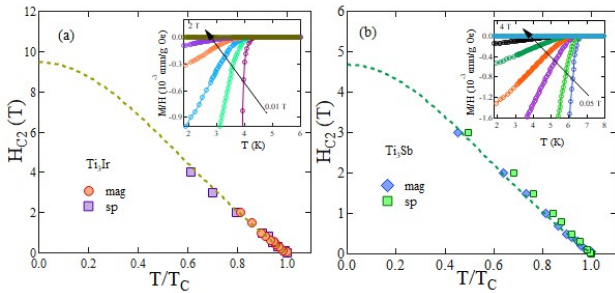 (a)
H_C2 (T)
12
10
8
6
4
2
0
0.0 0.2 0.4 0.6 0.8 1.0
T/T_C
Ti3Ir
mag
sp
2 T
0.01 T
M/H (10^-3 emu/g Oe)
0.0
-0.3
-0.6
-0.9
2 3 4 5 6
T (K)
(b)
H_C2 (T)
6
5
4
3
2
1
0
0.0 0.2 0.4 0.6 0.8 1.0
T/T_C
Ti3Sb
mag
sp
4 T
0.05 T
M/H (10^-3 emu/g Oe)
0.0
-0.4
-0.8
-1.2
-1.6
2 3 4 5 6 7 8
T (K)